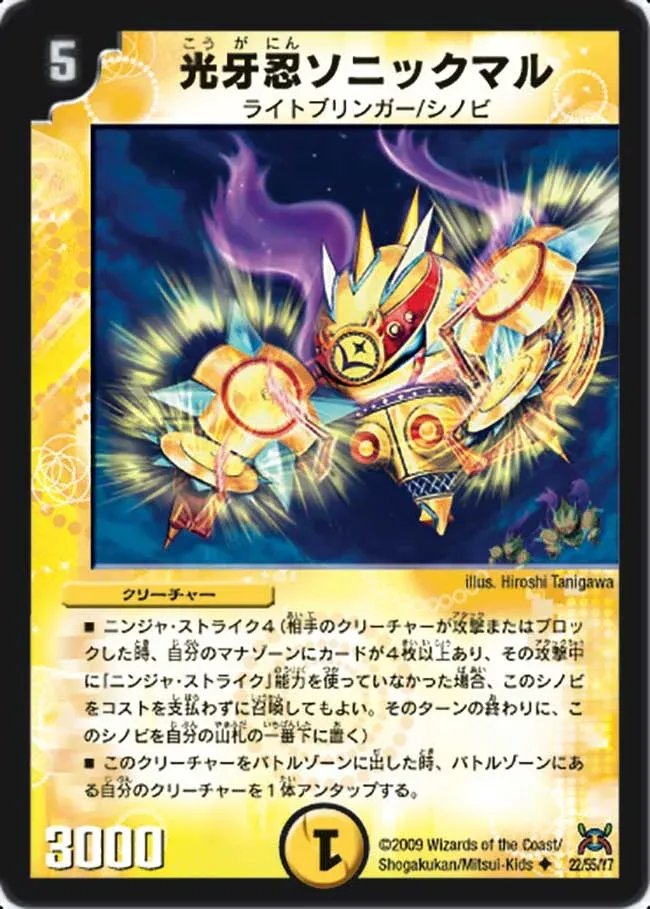 5
こう が にん
光牙忍ソニックマル
ライトブリンガー/シノビ
illus. Hiroshi Tanigawa
クリーチャー
■ ニンジャ・ストライク4（相手のクリーチャーが攻撃またはブロッ
クした時、自分のマナゾーンにカードが4枚以上あり、その攻撃中
に「ニンジャ・ストライク」能力を使っていなかった場合、このシノビ
をコストを支払わずに召喚してもよい。そのターンの終わりに、こ
のシノビを自分の山札の一番下に置く）
■ このクリーチャーをバトルゾーンに出した時、バトルゾーンにあ
る自分のクリーチャーを1体アンタップする。
3000
1
©2009 Wizards of the Coast/
Shogakukan/Mitsui-Kids ◆ 22/55/Y7